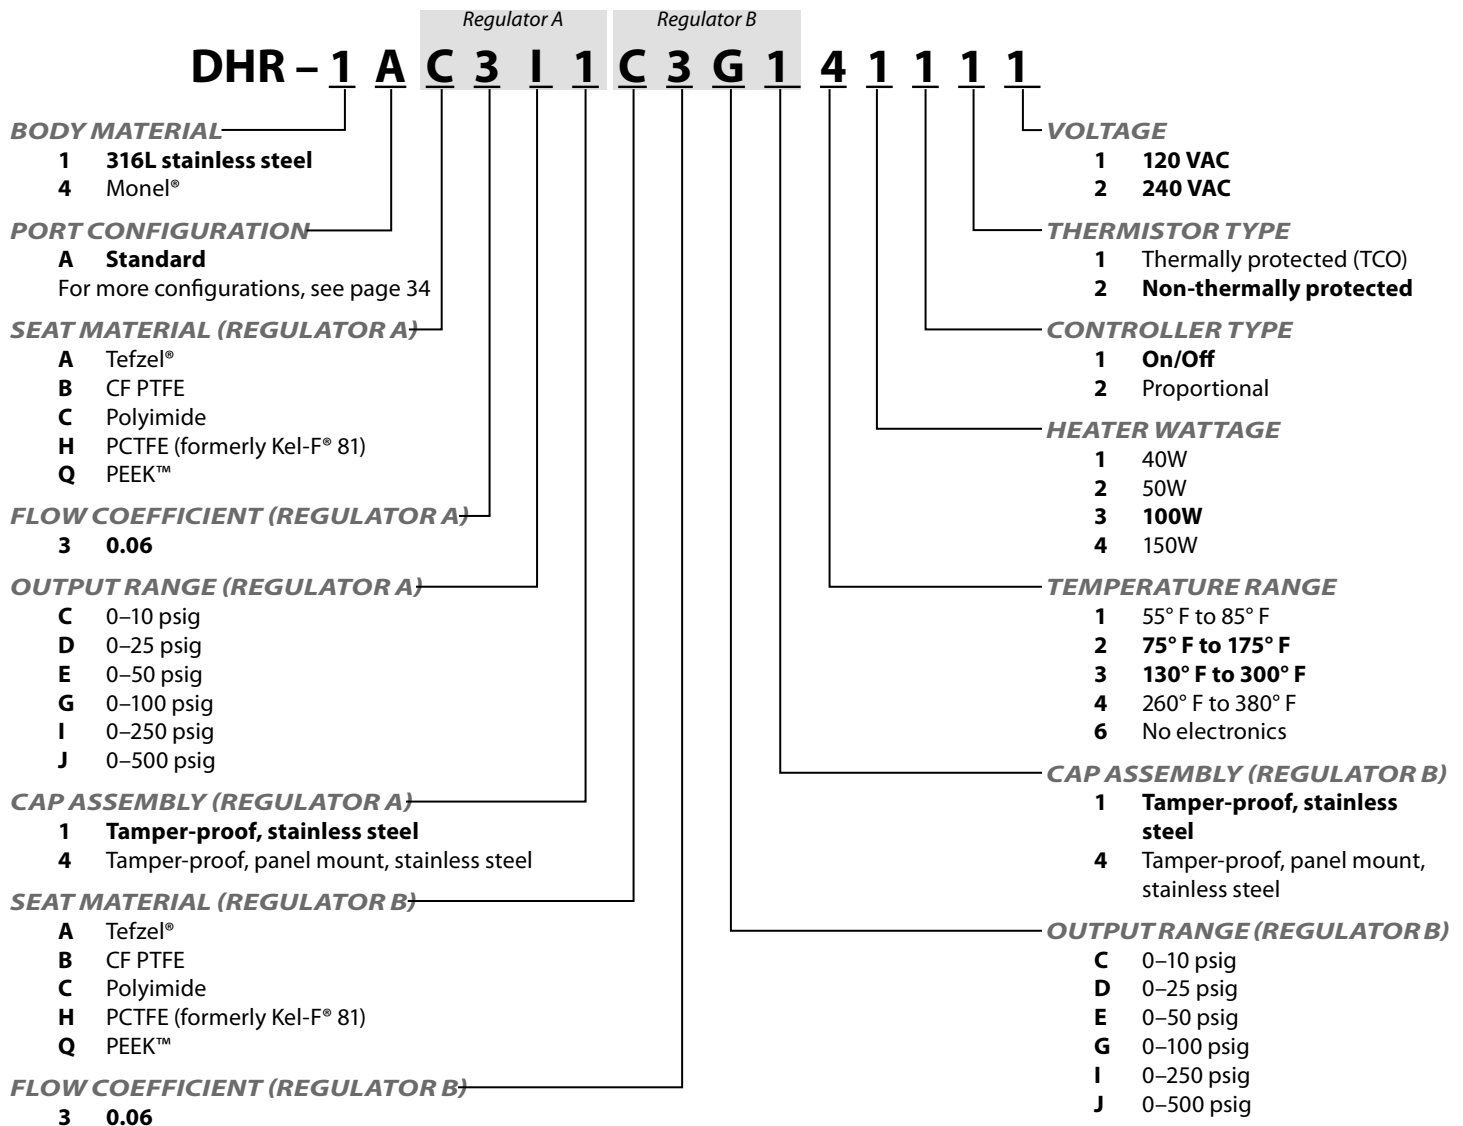 Regulator A Regulator B
DHR – 1 A C 3 I 1 C 3 G 1 4 1 1 1 1
BODY MATERIAL
1 316L stainless steel
4 Monel®
PORT CONFIGURATION
A Standard
For more configurations, see page 34
SEAT MATERIAL (REGULATOR A)
A Tefzel®
B CF PTFE
C Polyimide
H PCTFE (formerly Kel-F® 81)
Q PEEK™
FLOW COEFFICIENT (REGULATOR A)
3 0.06
OUTPUT RANGE (REGULATOR A)
C 0–10 psig
D 0–25 psig
E 0–50 psig
G 0–100 psig
I 0–250 psig
J 0–500 psig
CAP ASSEMBLY (REGULATOR A)
1 Tamper-proof, stainless steel
4 Tamper-proof, panel mount, stainless steel
SEAT MATERIAL (REGULATOR B)
A Tefzel®
B CF PTFE
C Polyimide
H PCTFE (formerly Kel-F® 81)
Q PEEK™
FLOW COEFFICIENT (REGULATOR B)
3 0.06
VOLTAGE
1 120 VAC
2 240 VAC
THERMISTOR TYPE
1 Thermally protected (TCO)
2 Non-thermally protected
CONTROLLER TYPE
1 On/Off
2 Proportional
HEATER WATTAGE
1 40W
2 50W
3 100W
4 150W
TEMPERATURE RANGE
1 55° F to 85° F
2 75° F to 175° F
3 130° F to 300° F
4 260° F to 380° F
6 No electronics
CAP ASSEMBLY (REGULATOR B)
1 Tamper-proof, stainless
steel
4 Tamper-proof, panel mount,
stainless steel
OUTPUT RANGE (REGULATOR B)
C 0–10 psig
D 0–25 psig
E 0–50 psig
G 0–100 psig
I 0–250 psig
J 0–500 psig